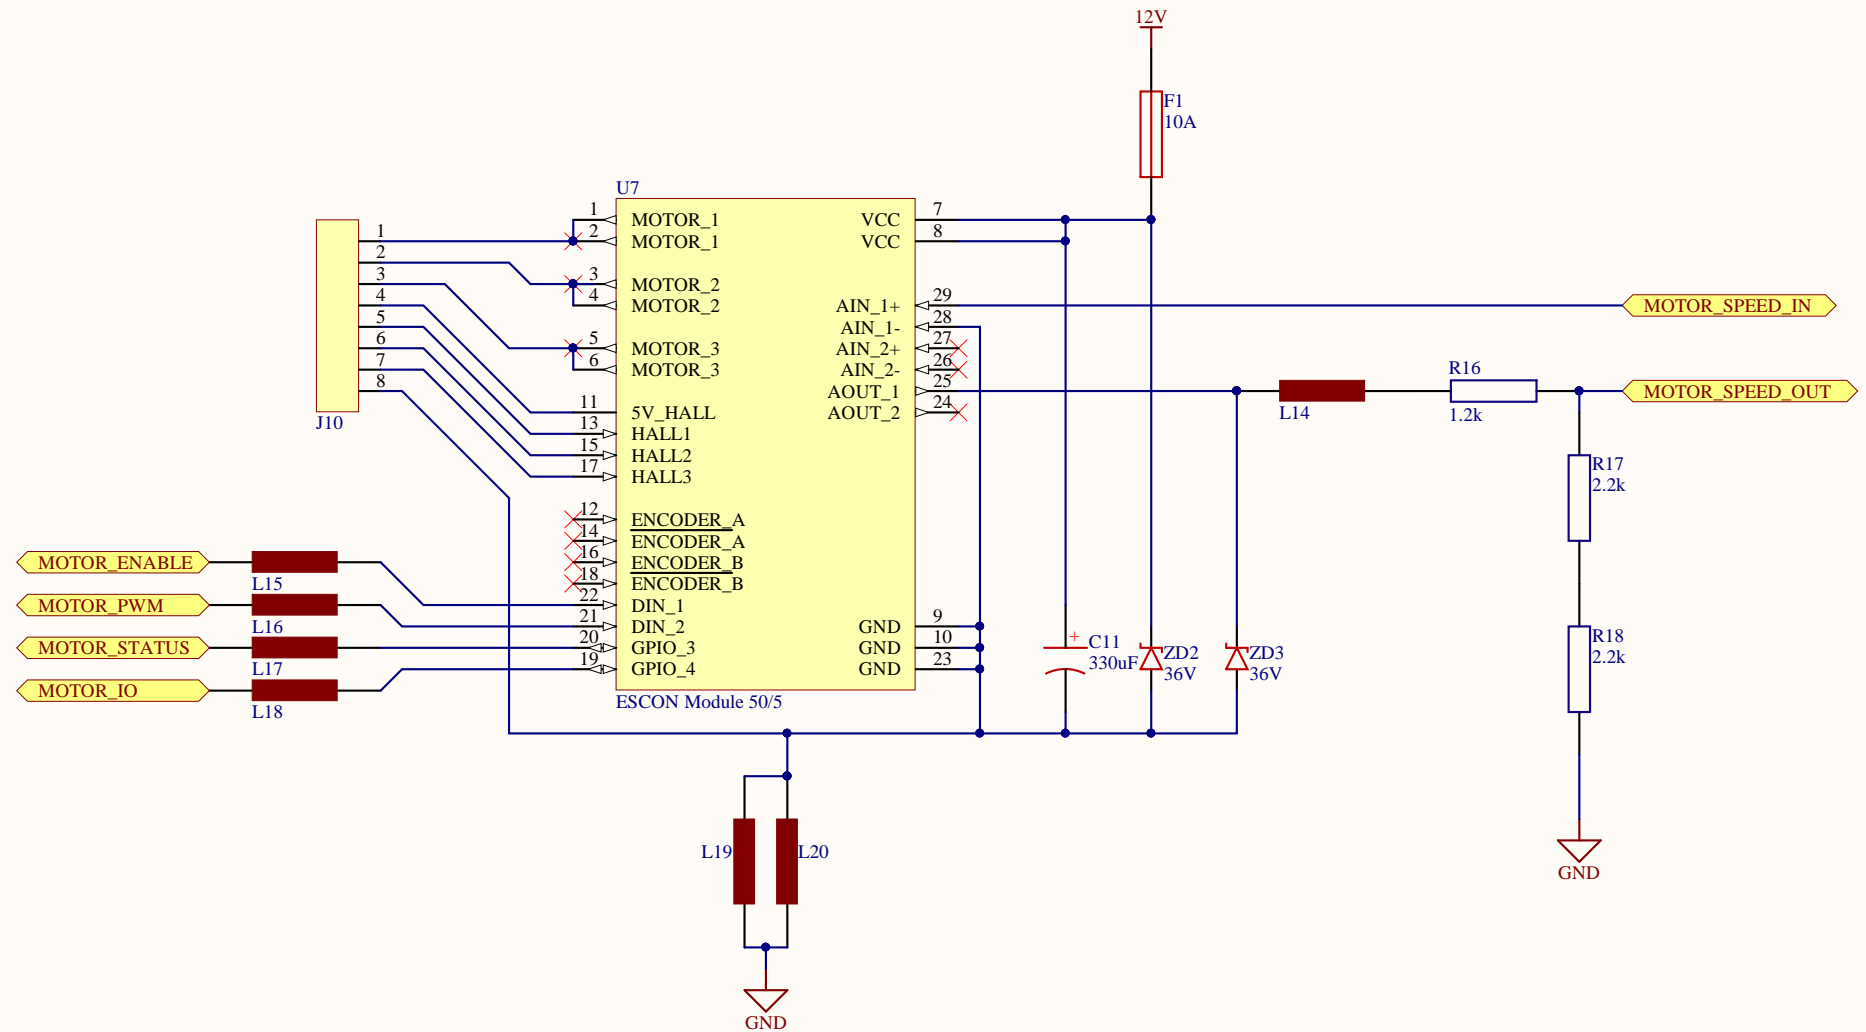 12V
F1
10A
U7
1 MOTOR_1 VCC 7
1 2 MOTOR_1 VCC 8
2
3 3 MOTOR_2
4 4 MOTOR_2 AIN_1+ 29 MOTOR_SPEED_IN
5 AIN_1- 28
6 5 MOTOR_3 AIN_2+ 27
7 6 MOTOR_3 AIN_2- 26 R16
8 AOUT_1 25 MOTOR_SPEED_OUT
11 5V_HALL AOUT_2 24 L14 1.2k
J10
13 HALL1
15 HALL2
17 HALL3
R17
2.2k
12 ENCODER_A
14 ENCODER_A
MOTOR_ENABLE 16 ENCODER_B
L15 18 ENCODER_B
MOTOR_PWM 22 DIN_1
L16 21 DIN_2 GND 9
MOTOR_STATUS 20 GPIO_3 GND 10
L17 19 GPIO_4 GND 23
MOTOR_IO
L18
ESCON Module 50/5
+ C11
330uF
ZD2
36V
ZD3
36V
R18
2.2k
L19 L20
GND
GND